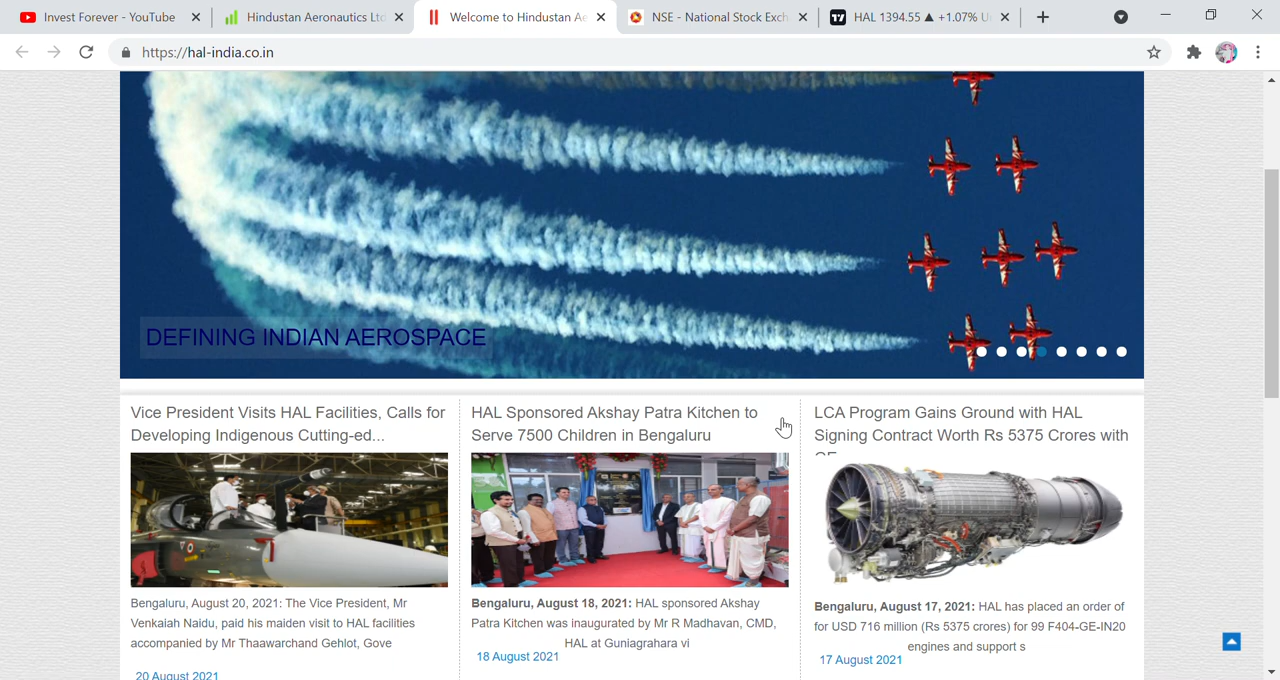 Invest Forever - YouTube
Hindustan Aeronautics Ltd
Welcome to Hindustan Ae
NSE - National Stock Exch
HAL 1394.55 ▲ +1.07% U
https://hal-india.co.in
DEFINING INDIAN AEROSPACE
Vice President Visits HAL Facilities, Calls for
Developing Indigenous Cutting-ed...
Bengaluru, August 20, 2021: The Vice President, Mr
Venkaiah Naidu, paid his maiden visit to HAL facilities
accompanied by Mr Thaawarchand Gehlot, Gove
20 August 2021
HAL Sponsored Akshay Patra Kitchen to
Serve 7500 Children in Bengaluru
Bengaluru, August 18, 2021: HAL sponsored Akshay
Patra Kitchen was inaugurated by Mr R Madhavan, CMD,
HAL at Guniagrahara vi
18 August 2021
LCA Program Gains Ground with HAL
Signing Contract Worth Rs 5375 Crores with
Bengaluru, August 17, 2021: HAL has placed an order of
for USD 716 million (Rs 5375 crores) for 99 F404-GE-IN20
engines and support s
17 August 2021